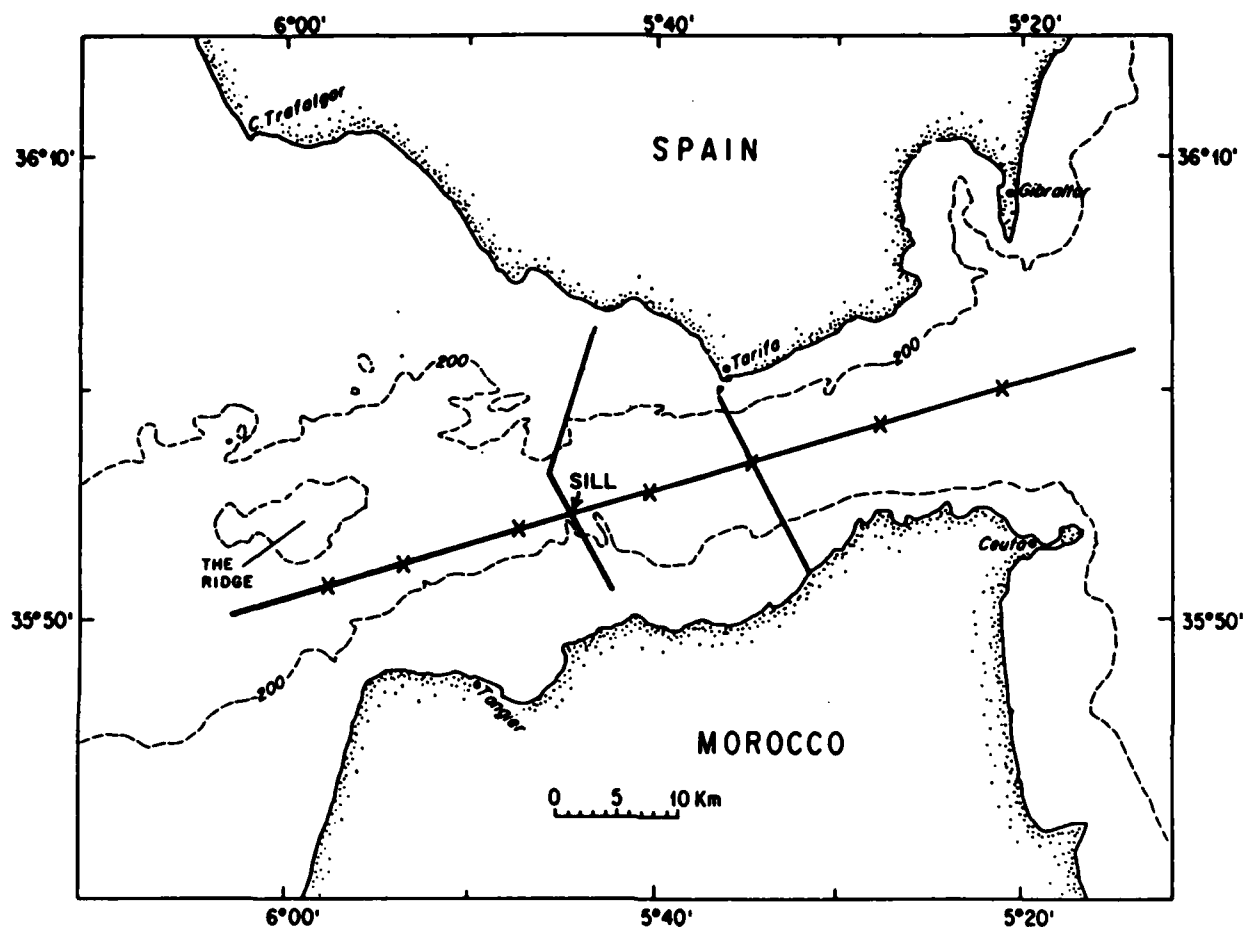 6°00' 5°40' 5°20'
C. Trafalgar
36°10' SPAIN 36°10'
Gibraltar
200 Tarifa 200
SILL
THE
RIDGE
Ceuta
35°50' 35°50'
200 Tangier
MOROCCO
0 5 10 Km
6°00' 5°40' 5°20'